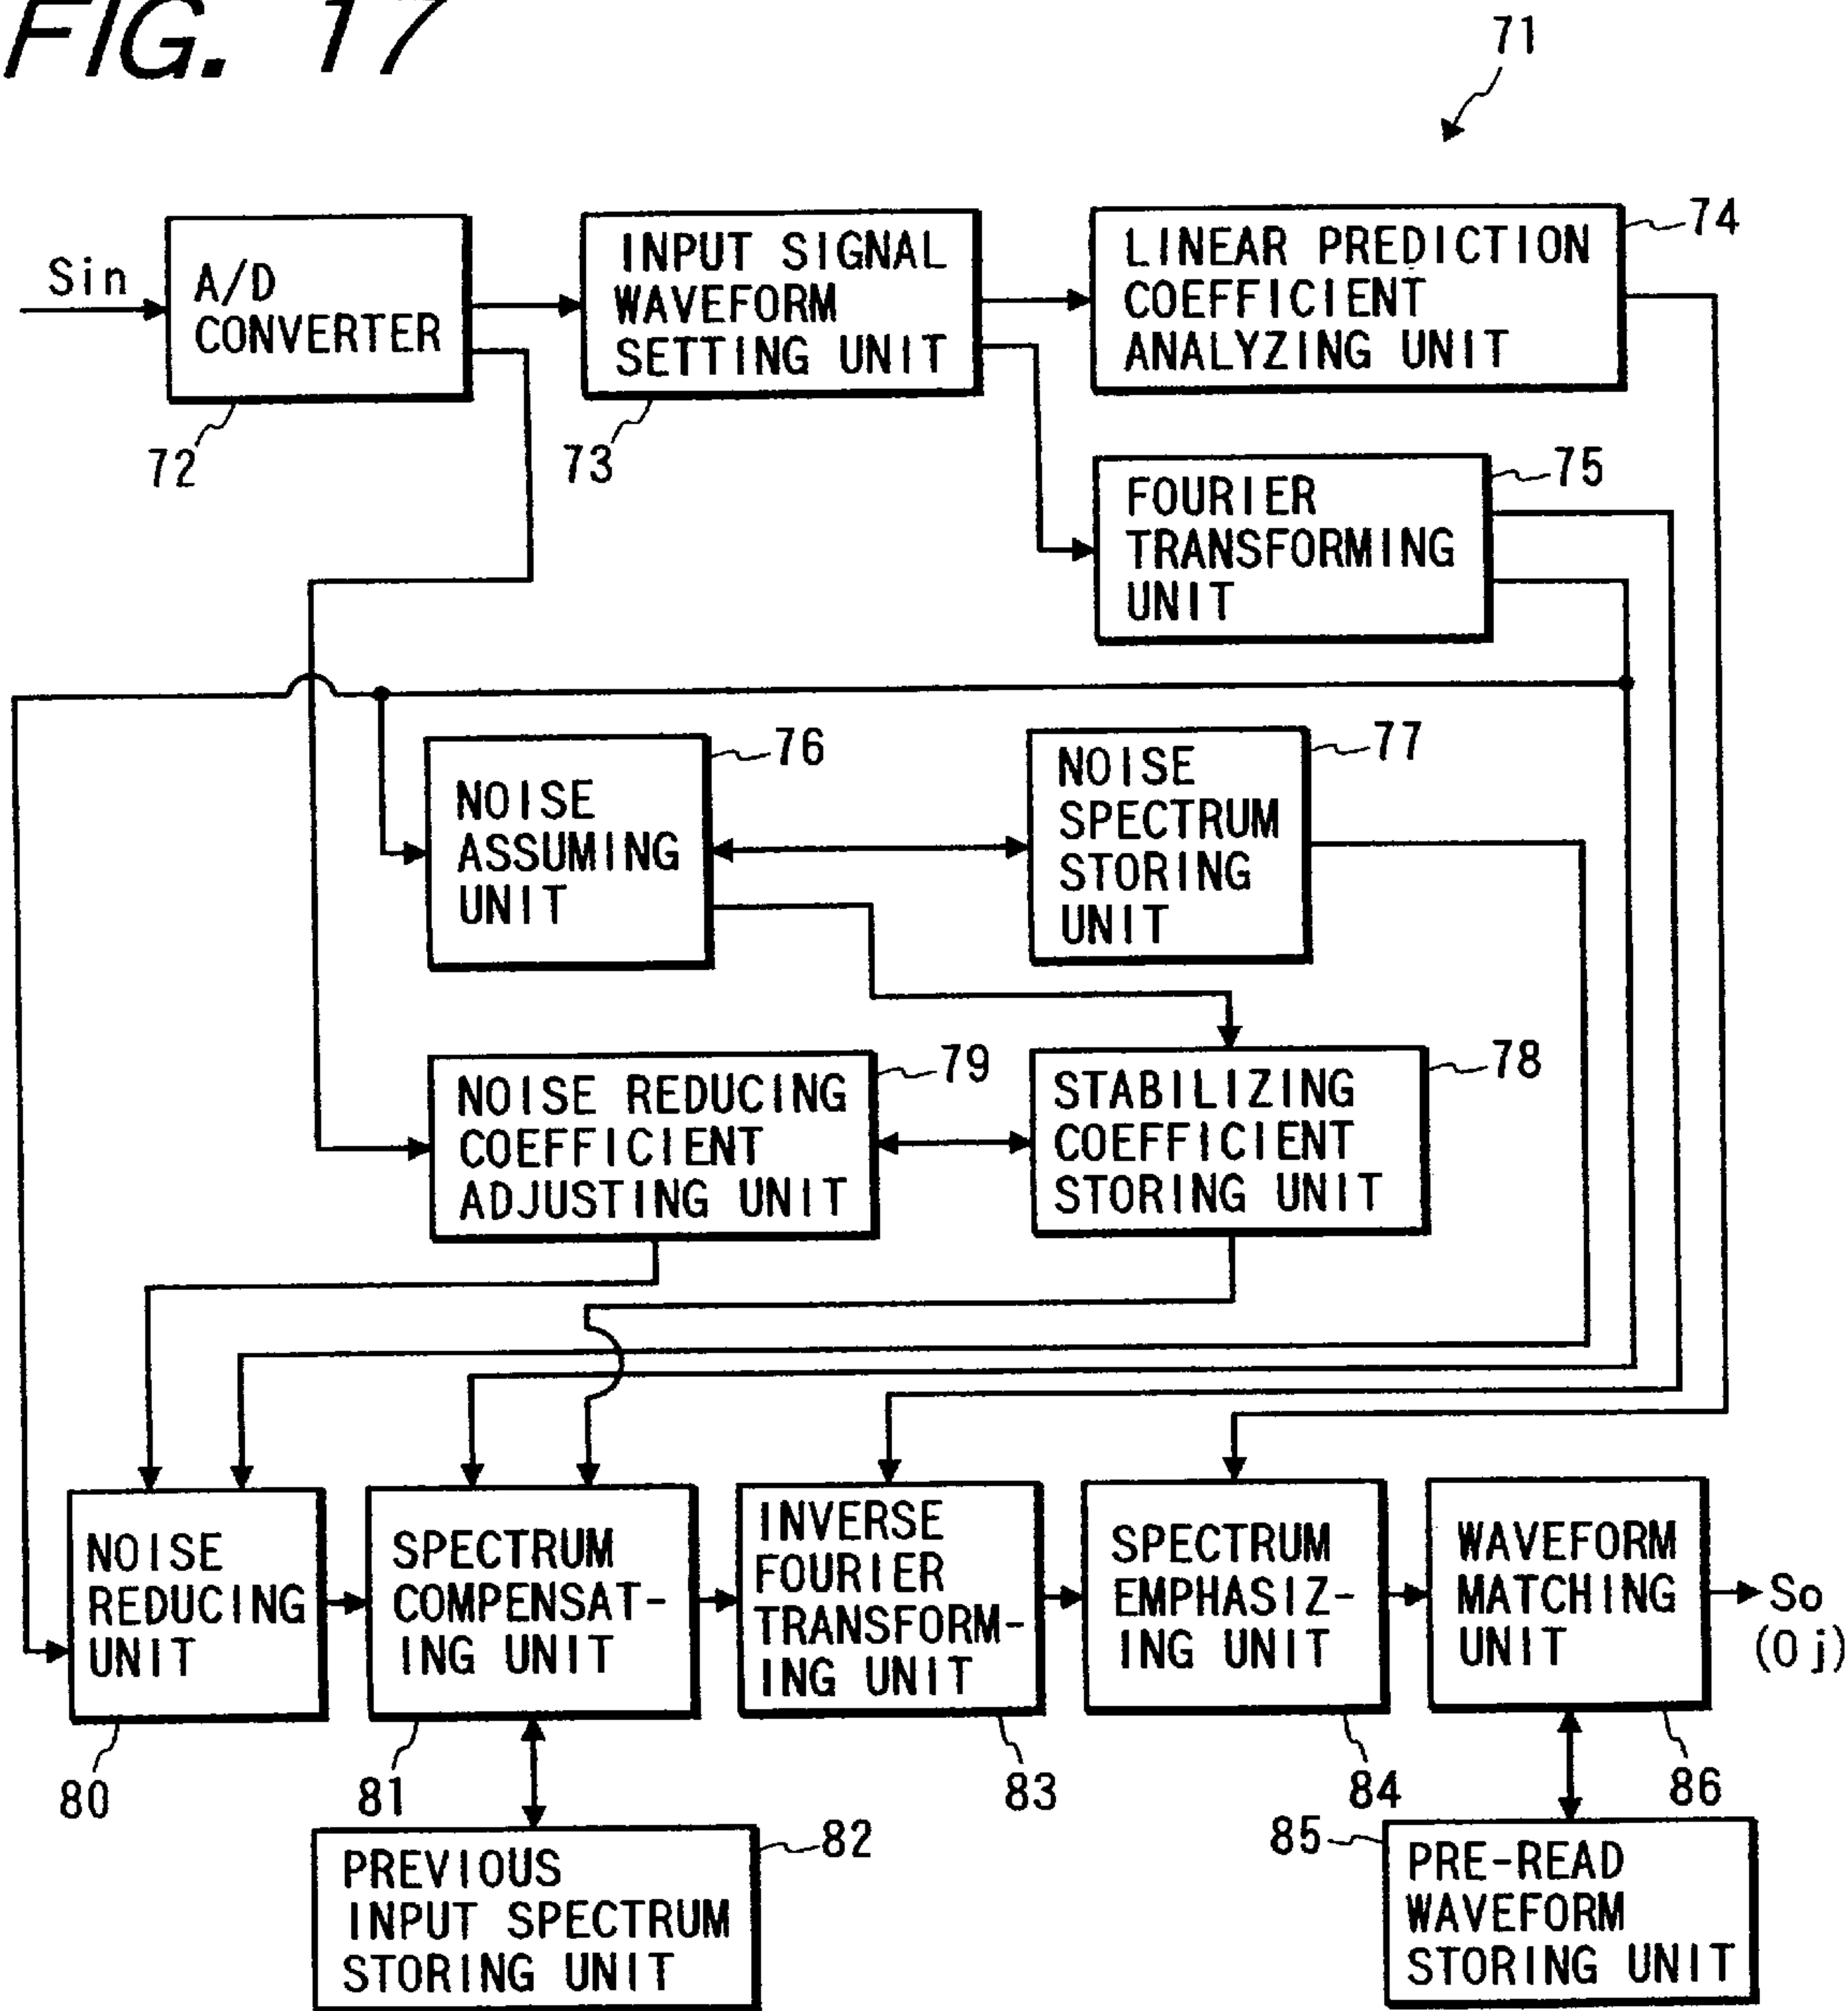 FIG. 17
71
Sin
A/D
CONVERTER
72
INPUT SIGNAL
WAVEFORM
SETTING UNIT
73
LINEAR PREDICTION
COEFFICIENT
ANALYZING UNIT
74
FOURIER
TRANSFORMING
UNIT
75
NOISE
ASSUMING
UNIT
76
NOISE
SPECTRUM
STORING
UNIT
77
NOISE REDUCING
COEFFICIENT
ADJUSTING UNIT
79
STABILIZING
COEFFICIENT
STORING UNIT
78
NOISE
REDUCING
UNIT
80
SPECTRUM
COMPENSAT-
ING UNIT
81
INVERSE
FOURIER
TRANSFORM-
ING UNIT
83
SPECTRUM
EMPHASIZ-
ING UNIT
84
WAVEFORM
MATCHING
UNIT
86
So
(Oj)
PREVIOUS
INPUT SPECTRUM
STORING UNIT
82
85
PRE-READ
WAVEFORM
STORING UNIT